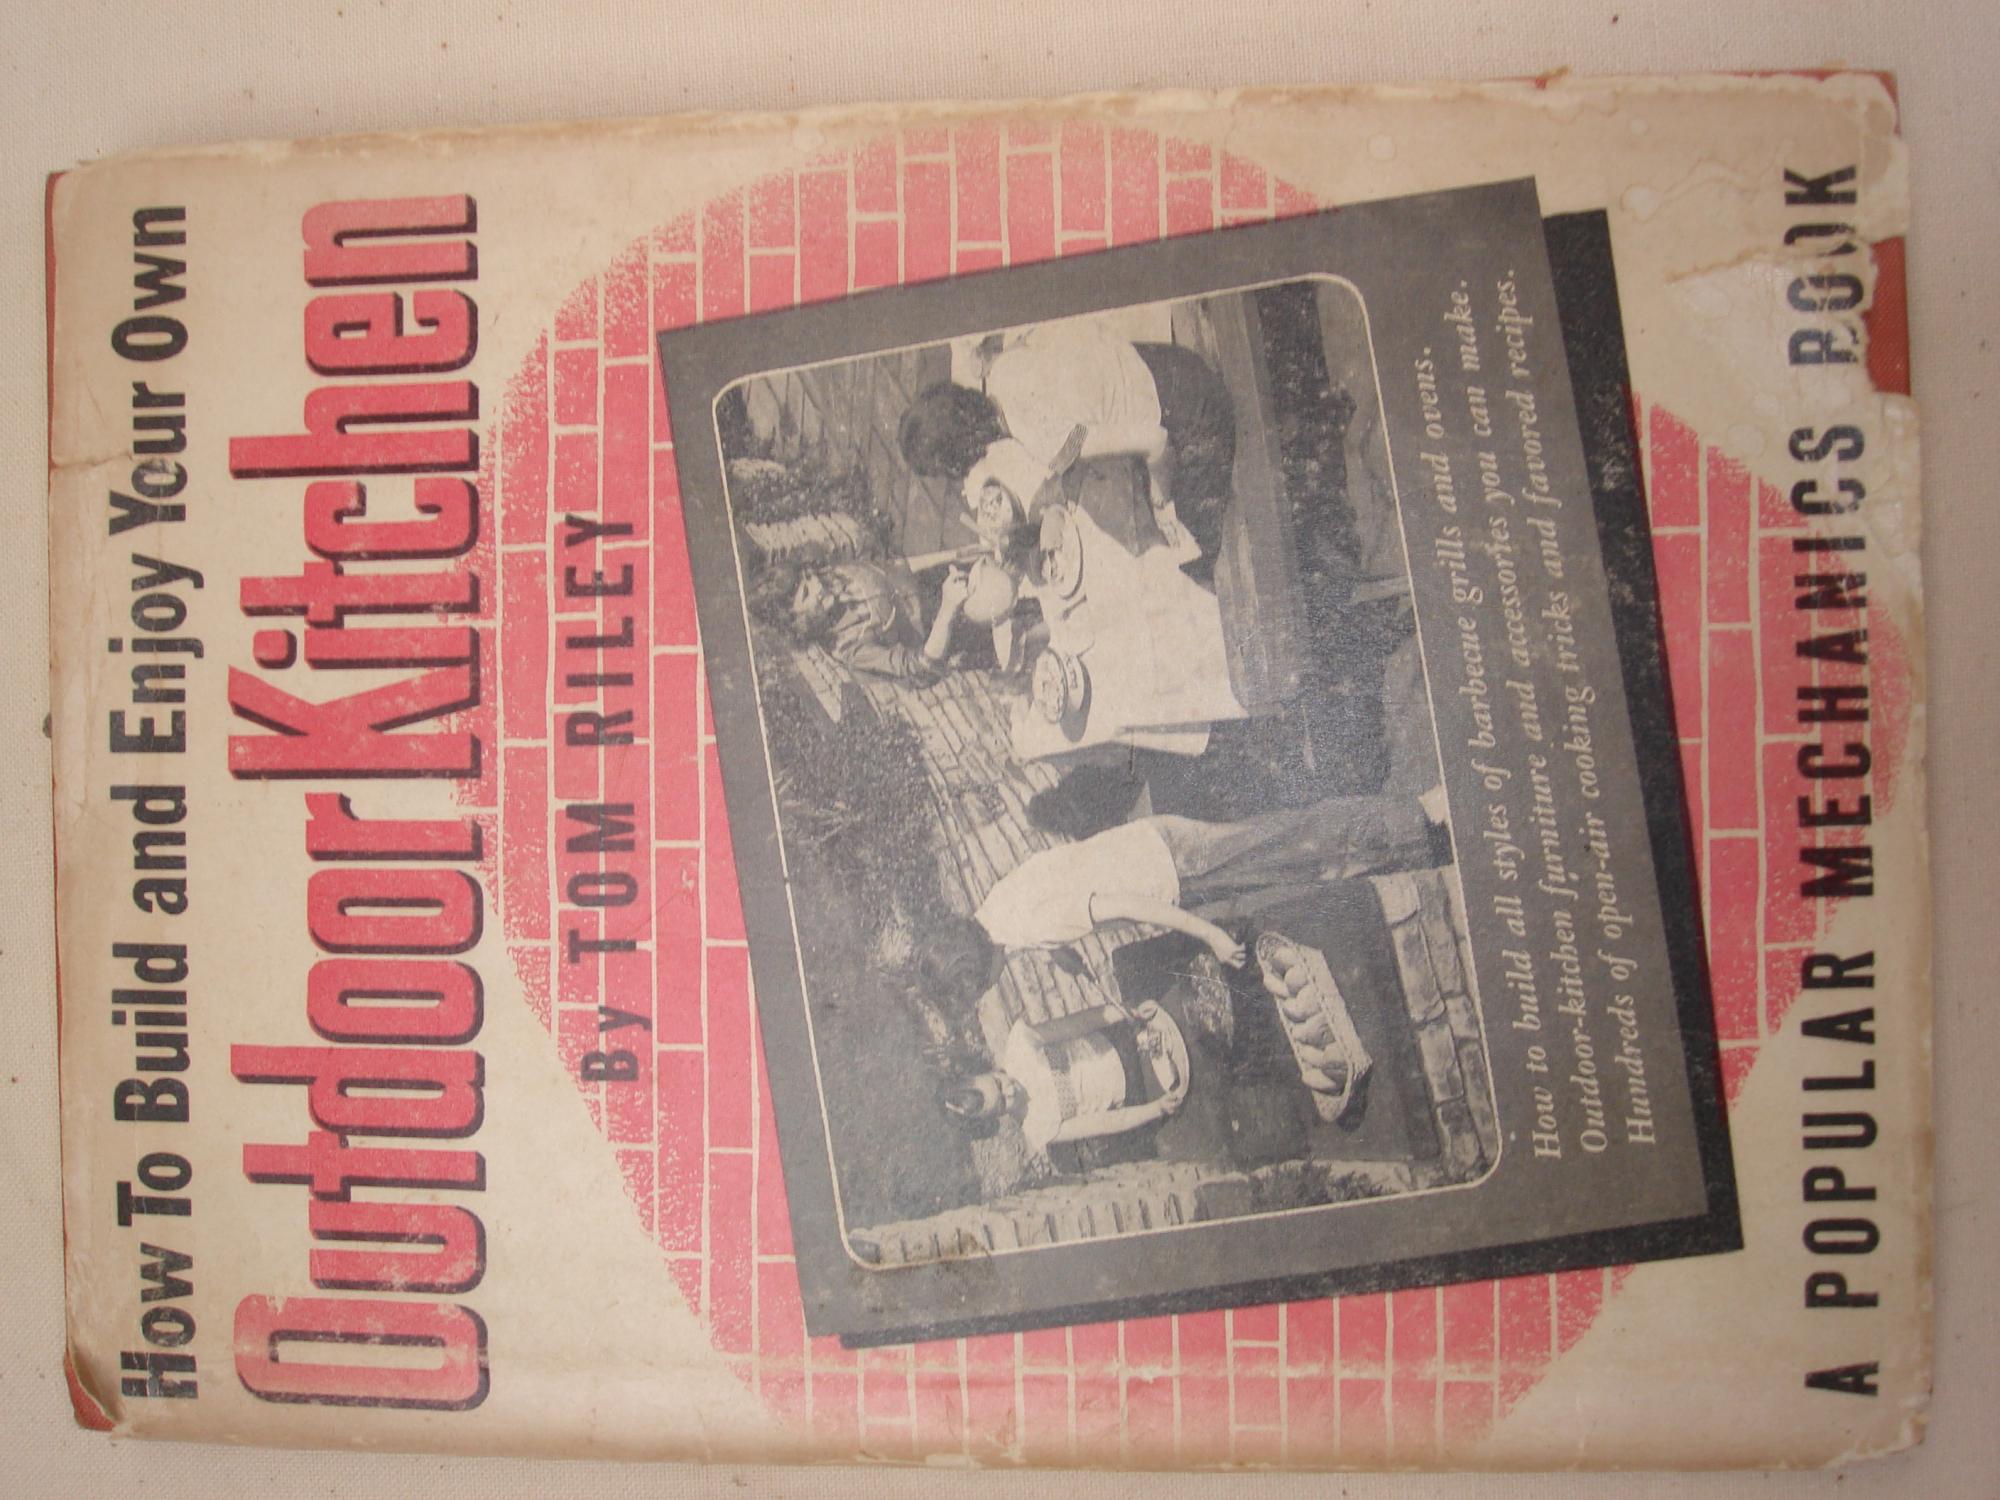 How To Build and Enjoy Your Own
Outdoor Kitchen
By TOM RILEY
How to build all styles of barbecue grills and ovens.
Outdoor-kitchen furniture and accessories you can make.
Hundreds of open-air cooking tricks and favored recipes.
A POPULAR MECHANICS BOOK